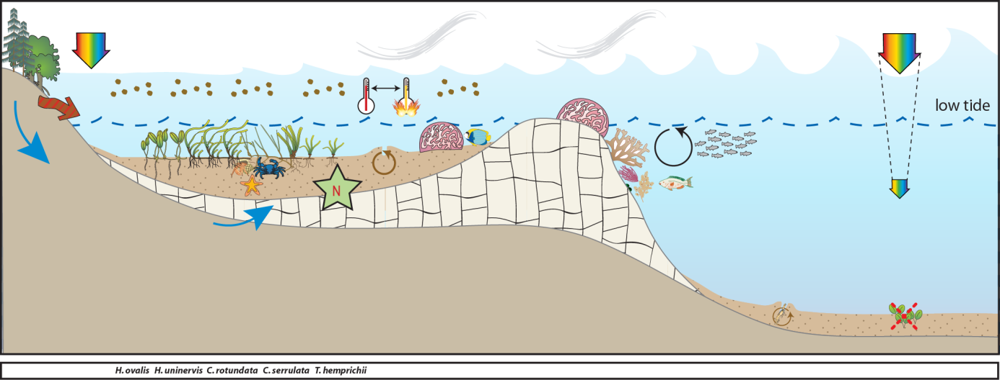 low tide
N
H. ovalis H. uninervis C. rotundata C. serrulata T. hemprichii